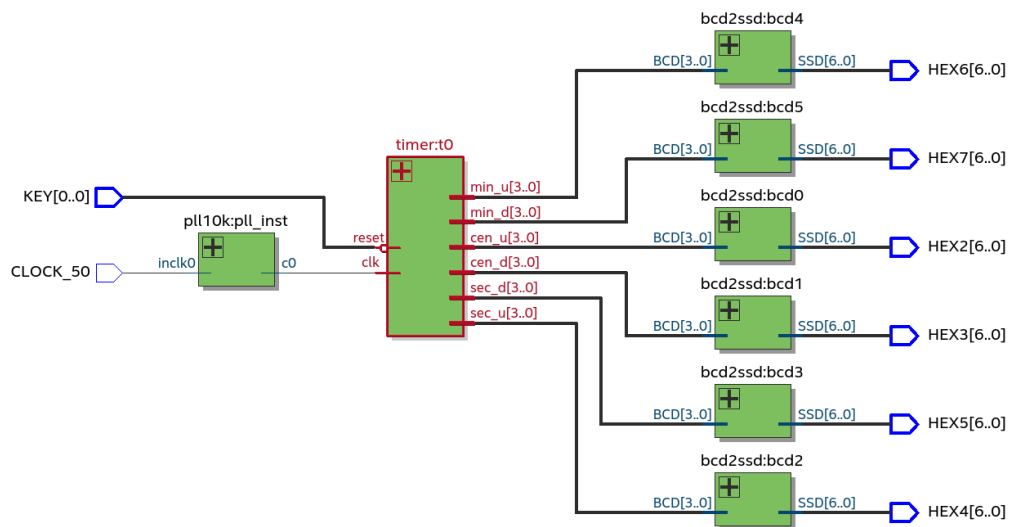 bcd2ssd:bcd4
BCD[3..0]
SSD[6..0]
HEX6[6..0]
bcd2ssd:bcd5
BCD[3..0]
SSD[6..0]
HEX7[6..0]
timer:t0
KEY[0..0]
pll10k:pll_inst
inclk0
c0
CLOCK_50
reset
clk
min_u[3..0]
min_d[3..0]
cen_u[3..0]
cen_d[3..0]
sec_d[3..0]
sec_u[3..0]
bcd2ssd:bcd0
BCD[3..0]
SSD[6..0]
HEX2[6..0]
bcd2ssd:bcd1
BCD[3..0]
SSD[6..0]
HEX3[6..0]
bcd2ssd:bcd3
BCD[3..0]
SSD[6..0]
HEX5[6..0]
bcd2ssd:bcd2
BCD[3..0]
SSD[6..0]
HEX4[6..0]